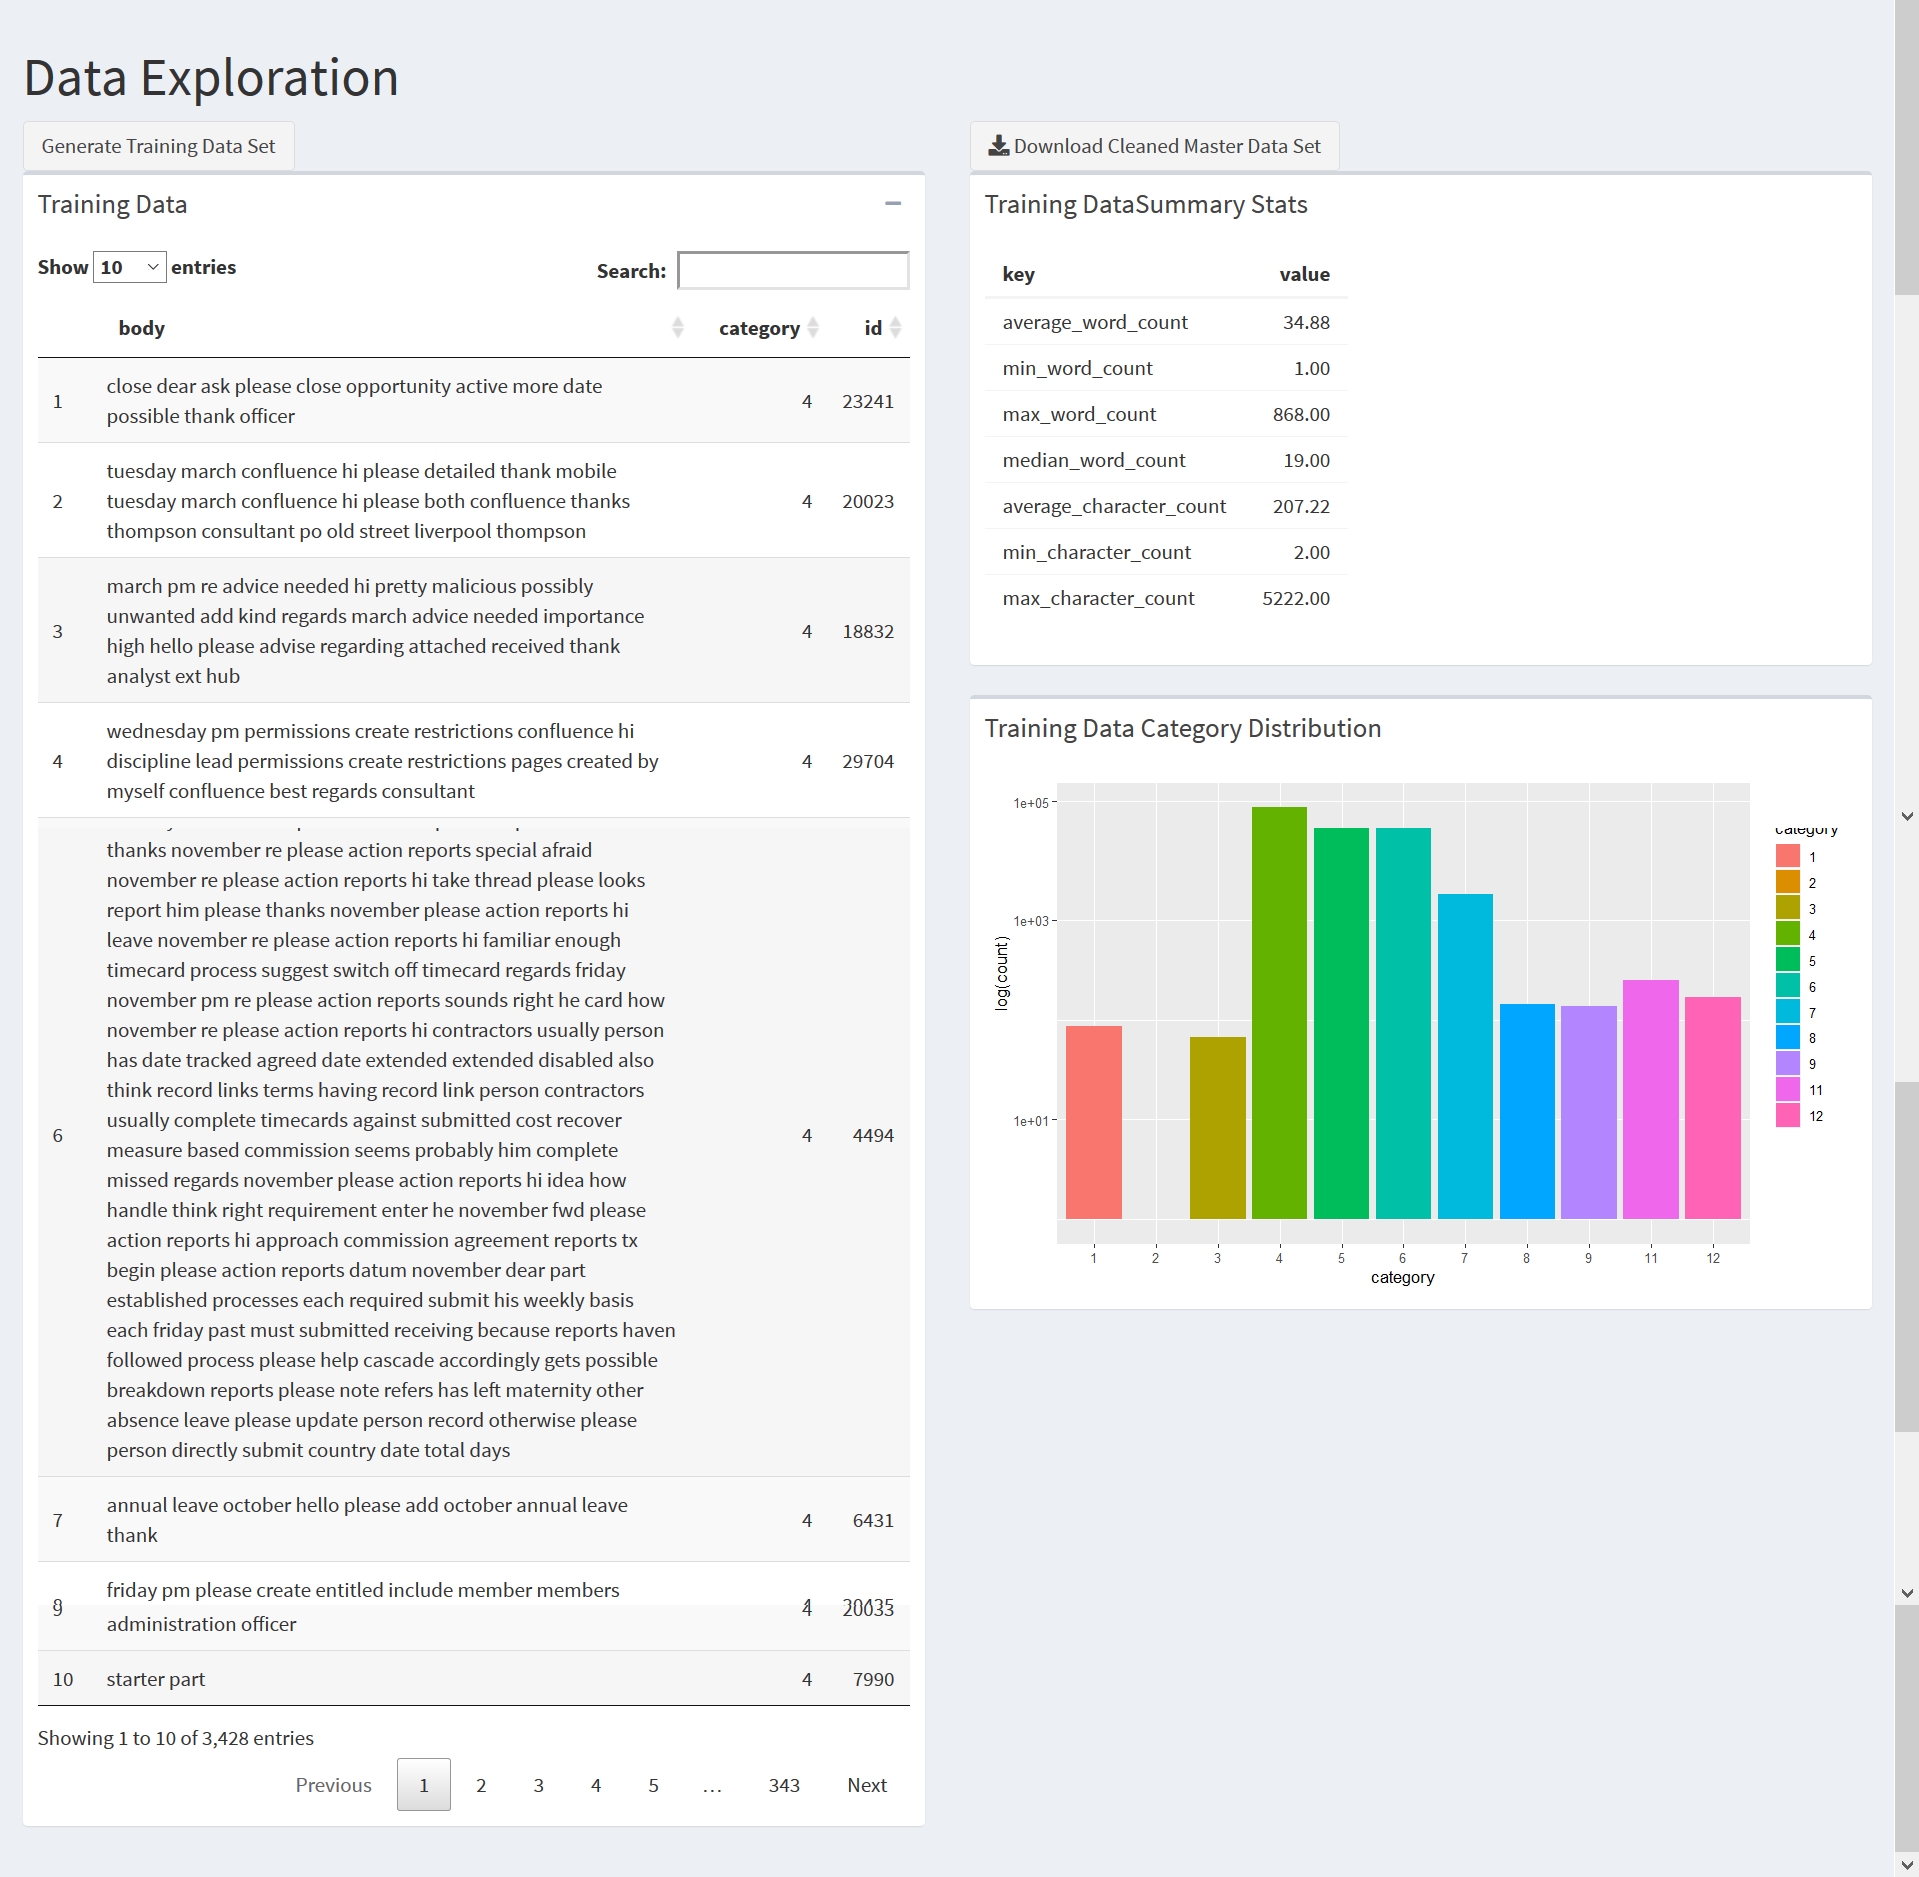 Data Exploration
Generate Training Data Set
Training Data
Show 10 entries
Search:
body category id
1 close dear ask please close opportunity active more date 4 23241
possible thank officer
2 tuesday march confluence hi please detailed thank mobile 4 20023
tuesday march confluence hi please both confluence thanks
thompson consultant po old street liverpool thompson
3 march pm re advice needed hi pretty malicious possibly 4 18832
unwanted add kind regards march advice needed importance
high hello please advise regarding attached received thank
analyst ext hub
4 wednesday pm permissions create restrictions confluence hi 4 29704
discipline lead permissions create restrictions pages created by
myself confluence best regards consultant
6 thanks november re please action reports special afraid 4 4494
november re please action reports hi take thread please looks
report him please thanks november please action reports hi
leave november re please action reports hi familiar enough
timecard process suggest switch off timecard regards friday
november pm re please action reports sounds right he card how
november re please action reports hi contractors usually person
has date tracked agreed date extended extended disabled also
think record links terms having record link person contractors
usually complete timecards against submitted cost recover
measure based commission seems probably him complete
missed regards november please action reports hi idea how
handle think right requirement enter he november fwd please
action reports hi approach commission agreement reports tx
begin please action reports datum november dear part
established processes each required submit his weekly basis
each friday past must submitted receiving because reports haven
followed process please help cascade accordingly gets possible
breakdown reports please note refers has left maternity other
absence leave please update person record otherwise please
person directly submit country date total days
7 annual leave october hello please add october annual leave 4 6431
thank
friday pm please create entitled include member members
9 administration officer 4 20033
10 starter part 4 7990
Showing 1 to 10 of 3,428 entries
Previous 1 2 3 4 5 … 343 Next
Download Cleaned Master Data Set
Training DataSummary Stats
key value
average_word_count 34.88
min_word_count 1.00
max_word_count 868.00
median_word_count 19.00
average_character_count 207.22
min_character_count 2.00
max_character_count 5222.00
Training Data Category Distribution
log(count)
1e+05
1e+03
1e+01
1 2 3 4 5 6 7 8 9 11 12
category
category
1
2
3
4
5
6
7
8
9
11
12